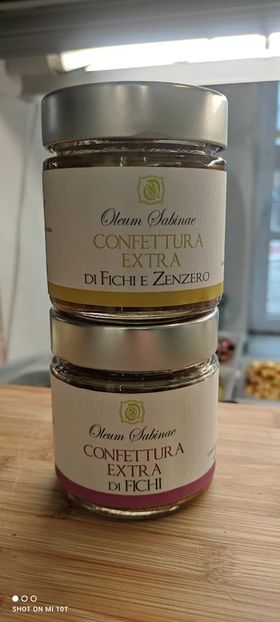 Oleum Sabinae
CONFETTURA
EXTRA
DI FICHI E ZENZERO
Oleum Sabinae
CONFETTURA
EXTRA
DI FICHI
SHOT ON MI 10T